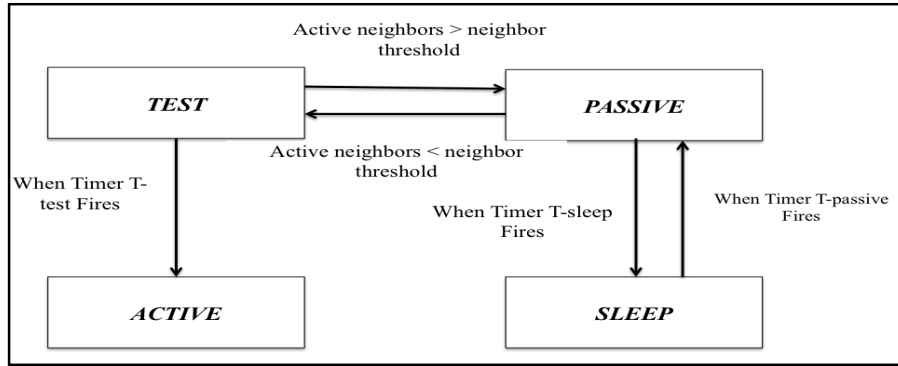 Active neighbors > neighbor
threshold
TEST
PASSIVE
Active neighbors < neighbor
threshold
When Timer T-
test Fires
When Timer T-sleep
Fires
When Timer T-passive
Fires
ACTIVE
SLEEP